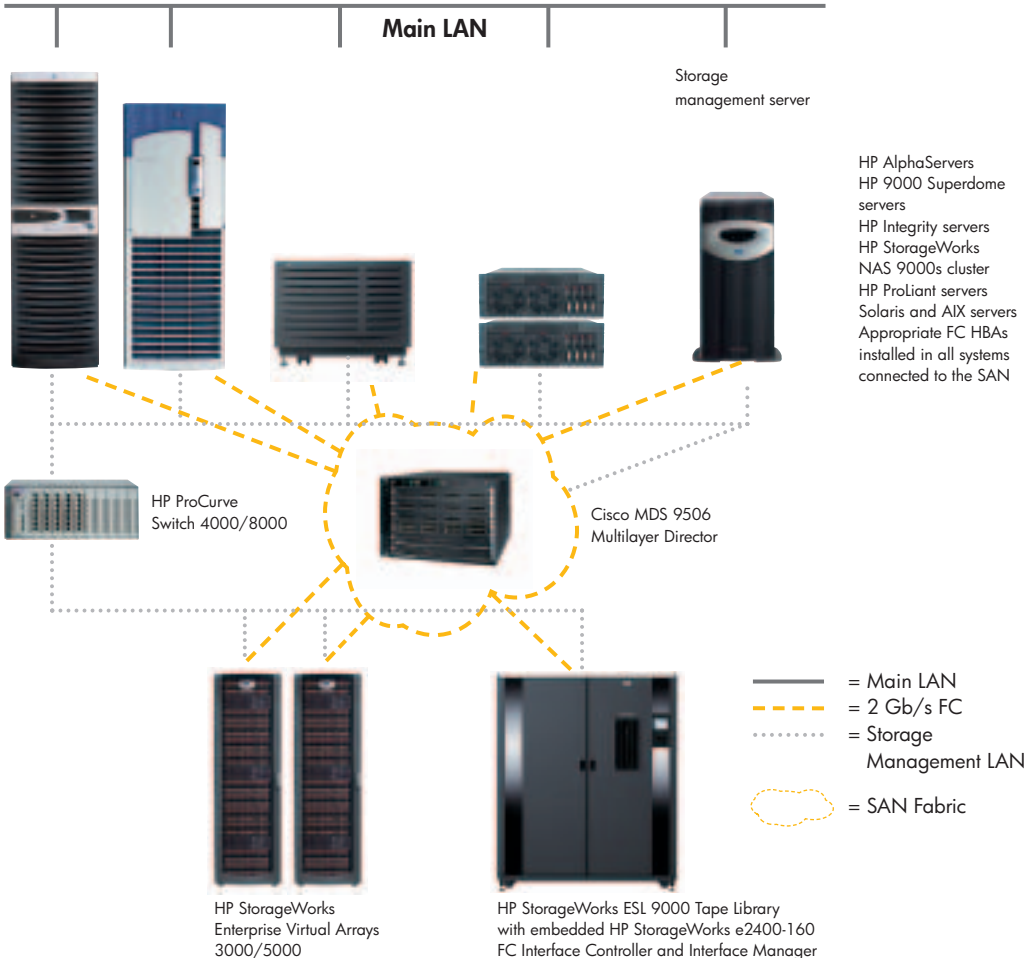 Main LAN
Storage
management server
HP AlphaServers
HP 9000 Superdome
servers
HP Integrity servers
HP StorageWorks
NAS 9000s cluster
HP ProLiant servers
Solaris and AIX servers
Appropriate FC HBAs
installed in all systems
connected to the SAN
HP ProCurve
Switch 4000/8000
Cisco MDS 9506
Multilayer Director
= Main LAN
= 2 Gb/s FC
= Storage
Management LAN
= SAN Fabric
HP StorageWorks
Enterprise Virtual Arrays
3000/5000
HP StorageWorks ESL 9000 Tape Library
with embedded HP StorageWorks e2400-160
FC Interface Controller and Interface Manager